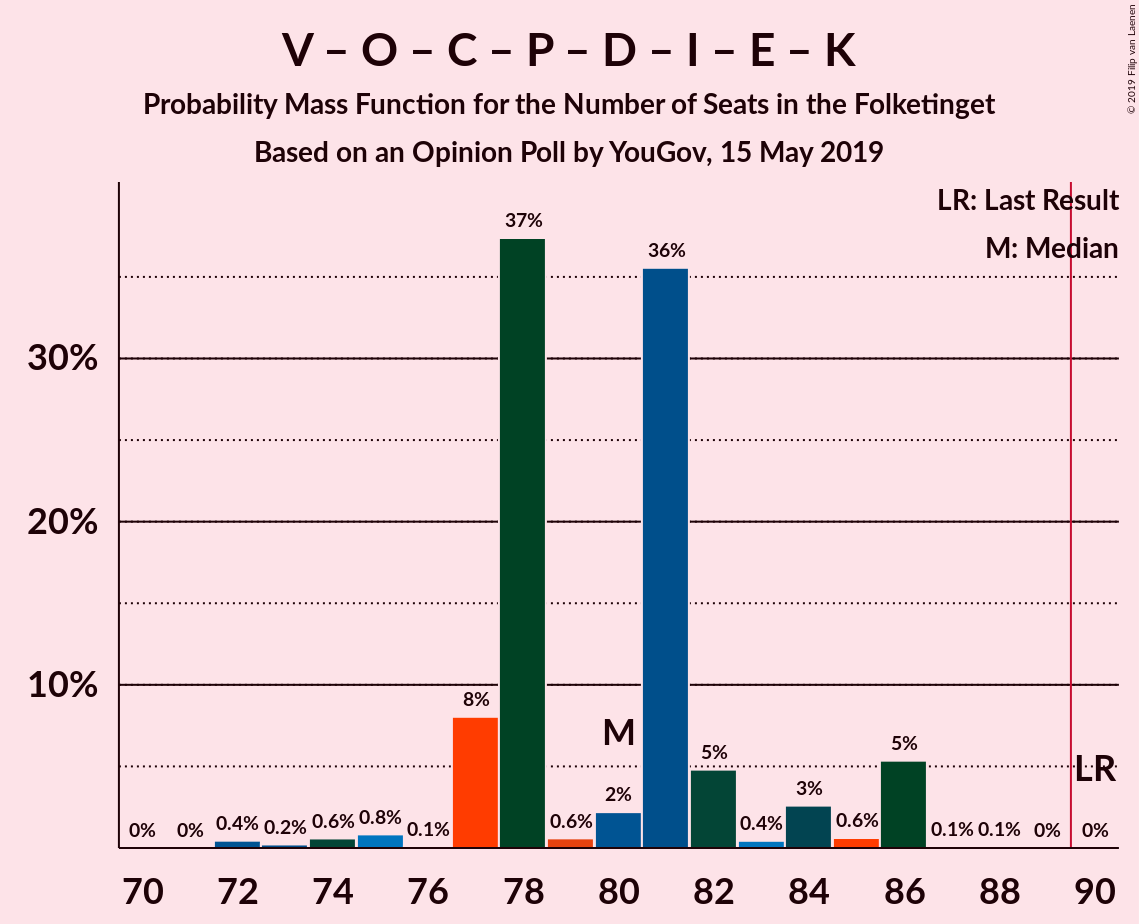 V – O – C – P – D – I – E – K
Probability Mass Function for the Number of Seats in the Folketinget
Based on an Opinion Poll by YouGov, 15 May 2019
© 2019 Filip van Laenen
LR: Last Result
M: Median
30%
20%
10%
0%
0%
0.4%
0.2%
0.6%
0.8%
0.1%
8%
37%
0.6%
2%
36%
5%
0.4%
3%
0.6%
5%
0.1%
0.1%
0%
0%
M
LR
70 72 74 76 78 80 82 84 86 88 90